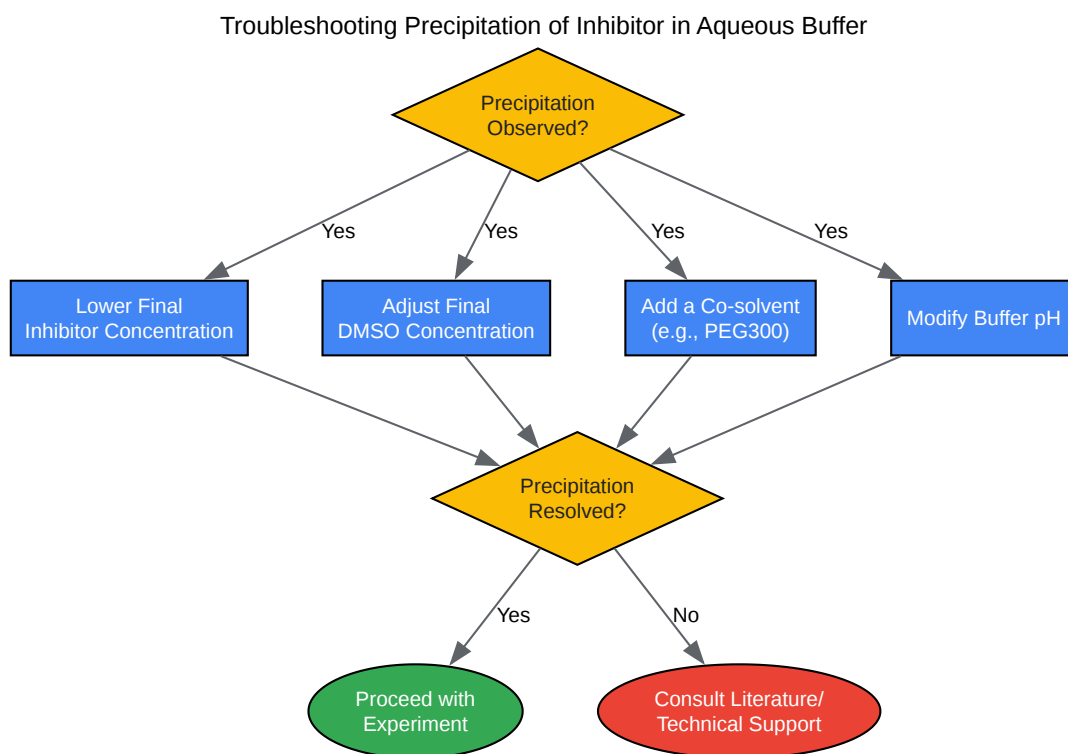 Troubleshooting Precipitation of Inhibitor in Aqueous Buffer
Precipitation
Observed?
Yes
Yes
Yes
Yes
Lower Final
Inhibitor Concentration
Adjust Final
DMSO Concentration
Add a Co-solvent
(e.g., PEG300)
Modify Buffer pH
Precipitation
Resolved?
Yes
No
Proceed with
Experiment
Consult Literature/
Technical Support